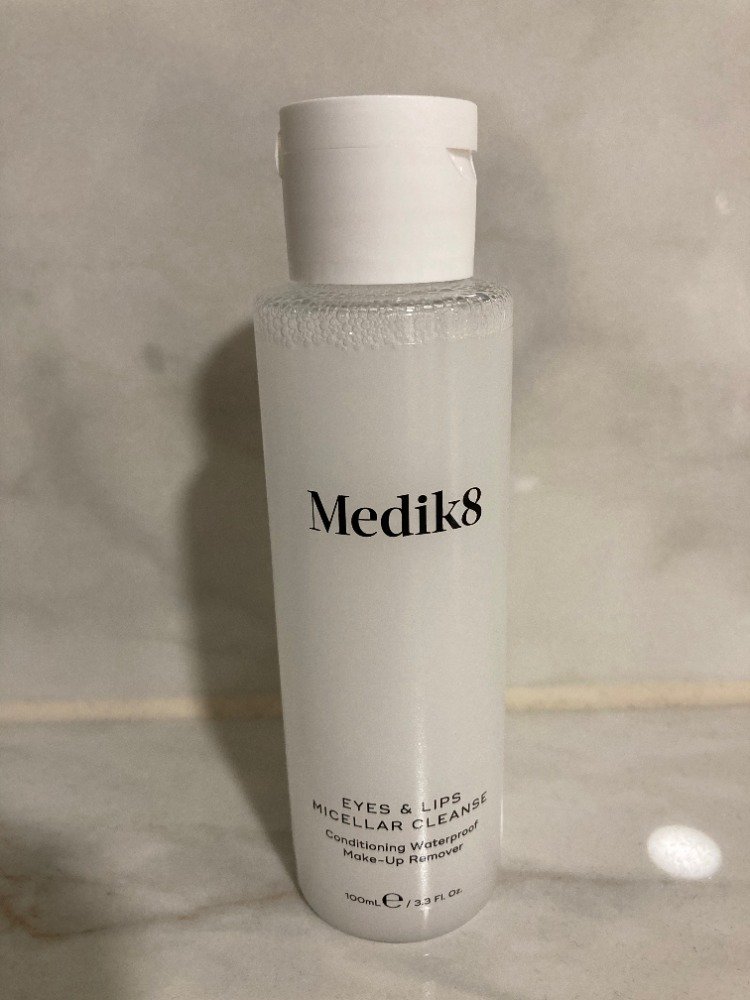 Medik8
EYES & LIPS
MICELLAR CLEANSE
Conditioning Waterproof
Make-Up Remover
100mL ℮ / 3.3 Fl. Oz.